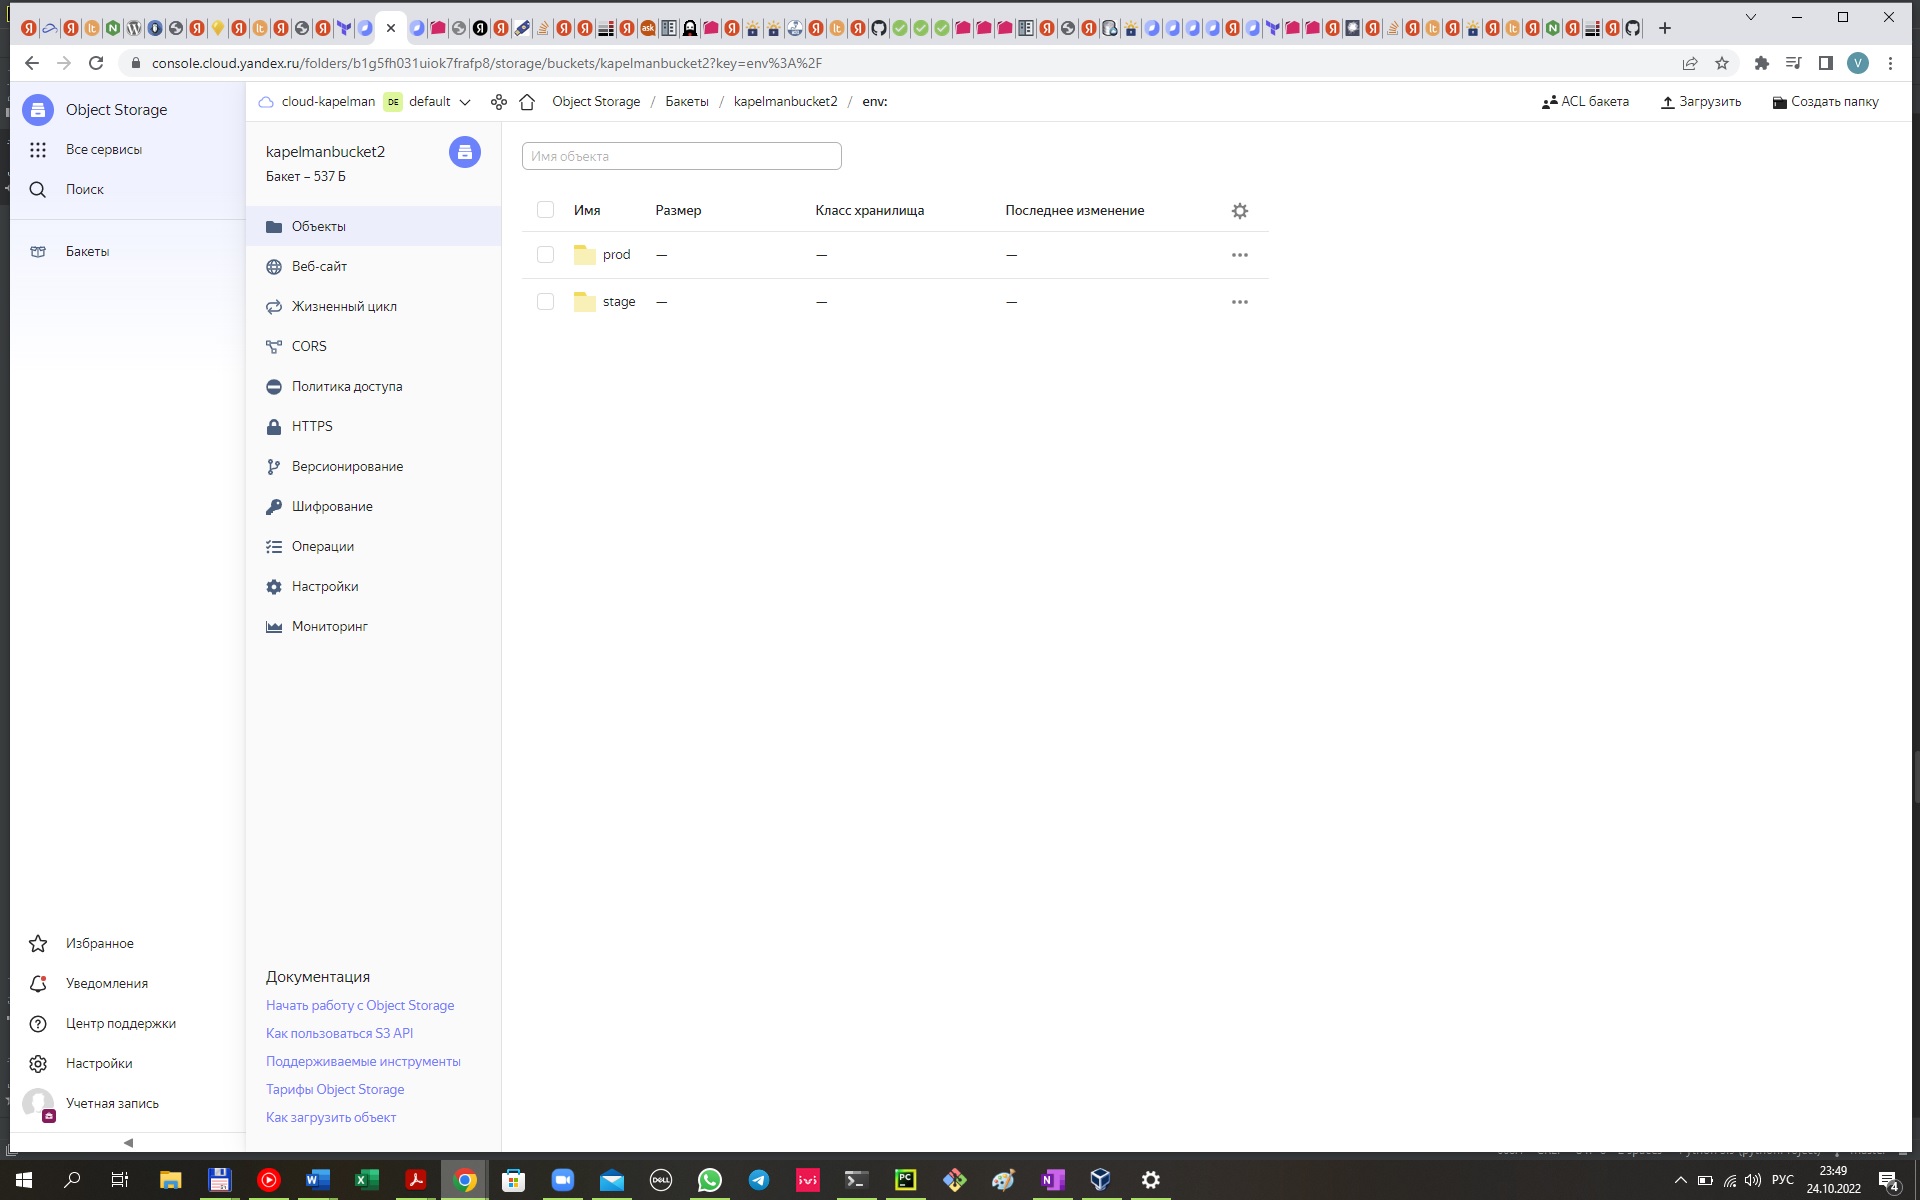 console.cloud.yandex.ru/folders/b1g5fh031uiok7frafp8/storage/buckets/kapelmanbucket2?key=env%3A%2F
V
Object Storage
Все сервисы
Поиск
Бакеты
cloud-kapelman DE default
Object Storage / Бакеты / kapelmanbucket2 / env:
ACL бакета
Загрузить
Создать папку
kapelmanbucket2
Бакет – 537 Б
Объекты
Веб-сайт
Жизненный цикл
CORS
Политика доступа
HTTPS
Версионирование
Шифрование
Операции
Настройки
Мониторинг
Имя объекта
Имя Размер Класс хранилища Последнее изменение
prod — — —
stage — — —
Документация
Начать работу с Object Storage
Как пользоваться S3 API
Поддерживаемые инструменты
Тарифы Object Storage
Как загрузить объект
Избранное
Уведомления
Центр поддержки
Настройки
Учетная запись
РУС
23:49
24.10.2022
4